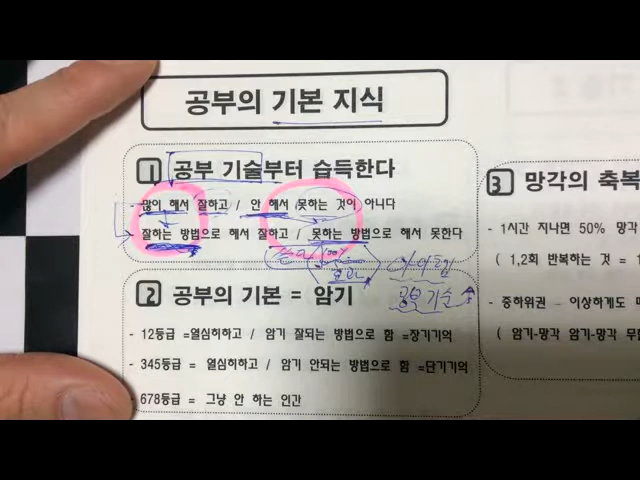 공부의 기본 지식
1 공부 기술부터 습득한다
- 많이 해서 잘하고 / 안 해서 못하는 것이 아니다
잘하는 방법으로 해서 잘하고 / 못하는 방법으로 해서 못한다
공부기술
2 공부의 기본 = 암기
- 12등급 =열심히하고 / 암기 잘되는 방법으로 함 =장기기억
- 345등급 = 열심히하고 / 암기 안되는 방법으로 함 =단기기억
- 678등급 = 그냥 안 하는 인간
3 망각의 축복
- 1시간 지나면 50% 망각
( 1,2회 반복하는 것 =
- 중하위권 - 이상하게도
( 암기-망각 암기-망각